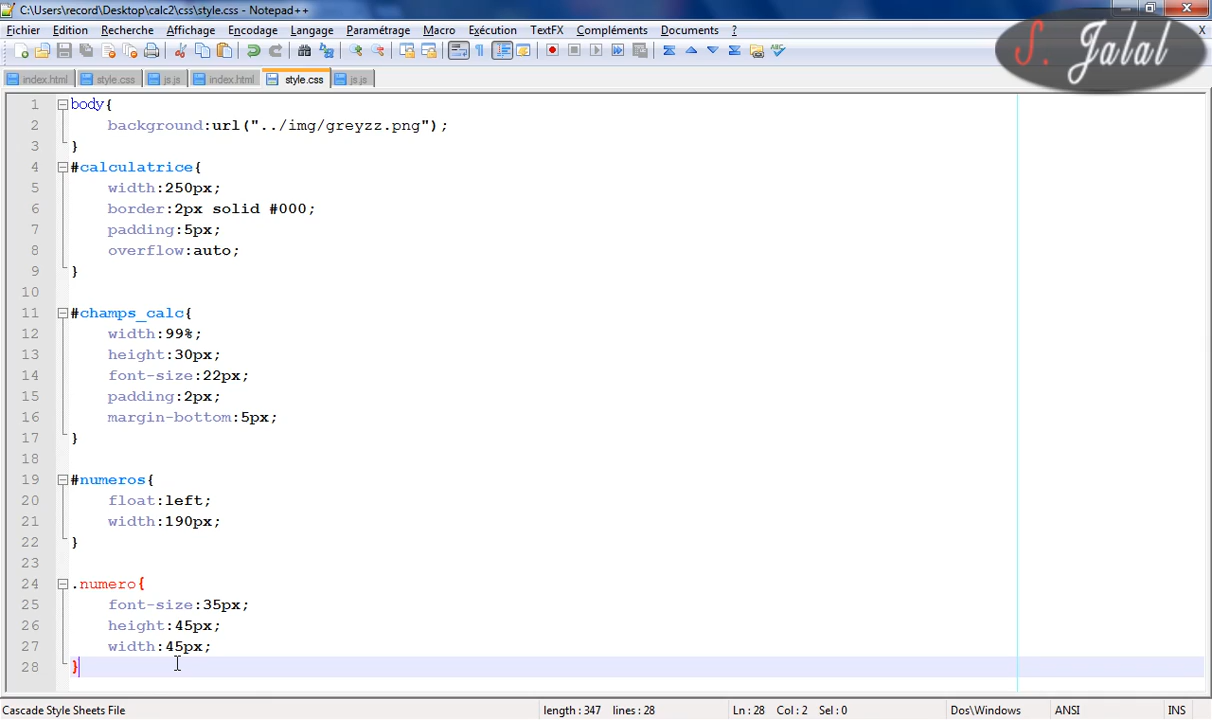 C:\Users\record\Desktop\calc2\css\style.css - Notepad++
Fichier Edition Recherche Affichage Encodage Langage Paramétrage Macro Exécution TextFX Compléments Documents ? X
S. Jalal
index.html style.css js.js index.html style.css js.js
1 body{
2 background:url("../img/greyzz.png");
3 }
4 #calculatrice{
5 width:250px;
6 border:2px solid #000;
7 padding:5px;
8 overflow:auto;
9 }
10
11 #champs_calc{
12 width:99%;
13 height:30px;
14 font-size:22px;
15 padding:2px;
16 margin-bottom:5px;
17 }
18
19 #numeros{
20 float:left;
21 width:190px;
22 }
23
24 .numero{
25 font-size:35px;
26 height:45px;
27 width:45px;
28 }
Cascade Style Sheets File length : 347 lines : 28 Ln : 28 Col : 2 Sel : 0 Dos\Windows ANSI INS